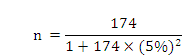 n = 174
1 + 174 × (5%)²